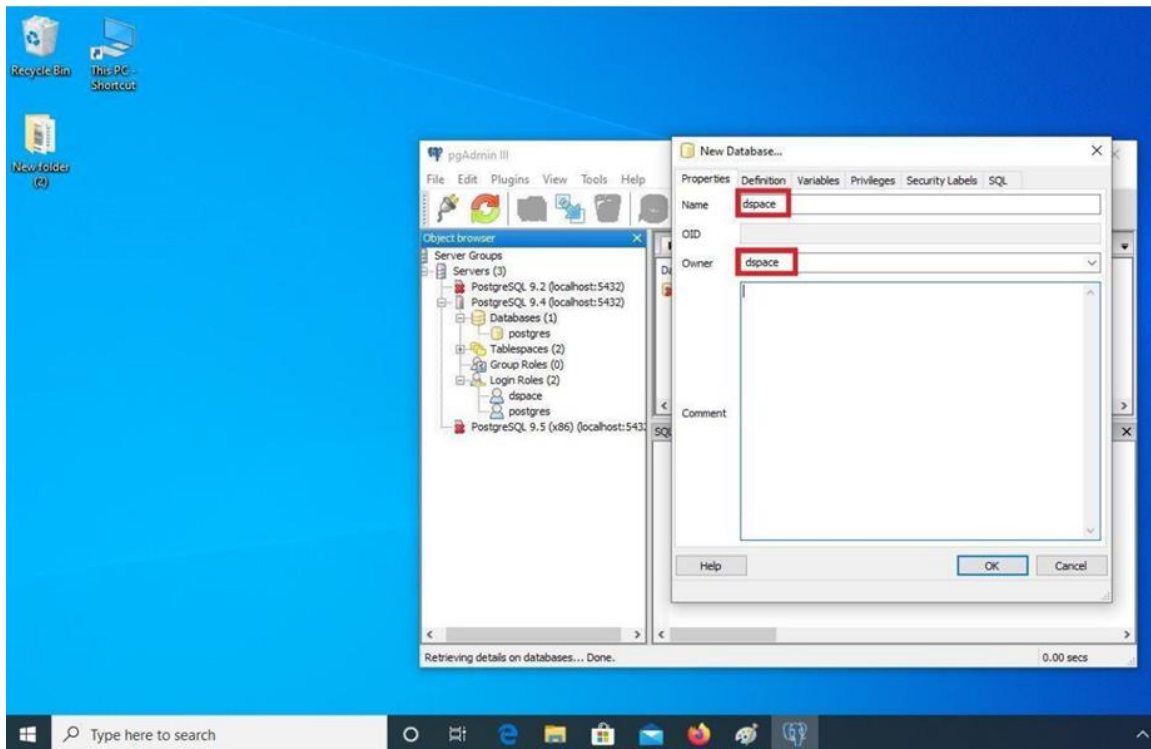 Recycle Bin
This PC -
Shortcut
New folder
(2)
pgAdmin III
File Edit Plugins View Tools Help
Object browser
Server Groups
Servers (3)
PostgreSQL 9.2 (localhost:5432)
PostgreSQL 9.4 (localhost:5432)
Databases (1)
postgres
Tablespaces (2)
Group Roles (0)
Login Roles (2)
dspace
postgres
PostgreSQL 9.5 (x86) (localhost:543
SQL
New Database...
Properties Definition Variables Privileges Security Labels SQL
Name dspace
OID
Owner dspace
Comment
Help OK Cancel
Retrieving details on databases... Done. 0.00 secs
Type here to search